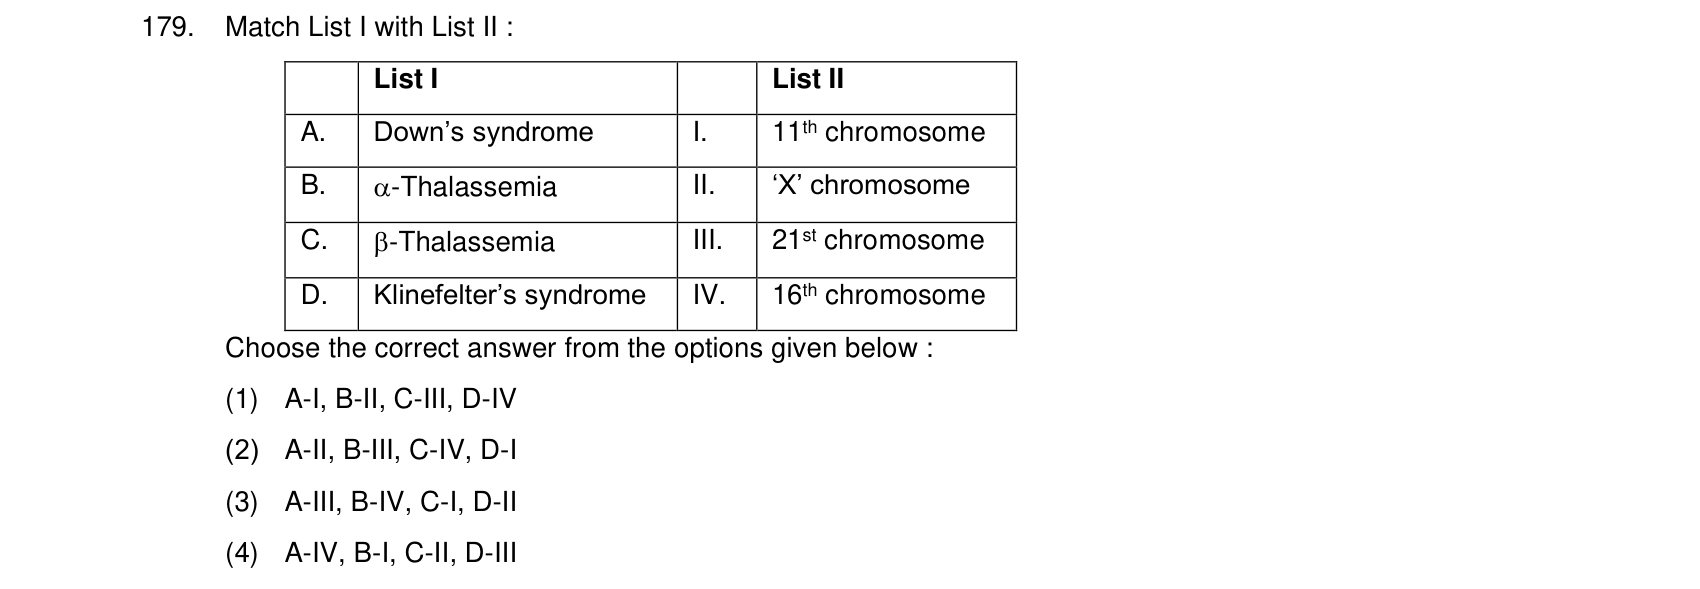 179. Match List I with List II :
List I List II
A. Down's syndrome I. 11th chromosome
B. α-Thalassemia II. 'X' chromosome
C. β-Thalassemia III. 21st chromosome
D. Klinefelter's syndrome IV. 16th chromosome
Choose the correct answer from the options given below :
(1) A-I, B-II, C-III, D-IV
(2) A-II, B-III, C-IV, D-I
(3) A-III, B-IV, C-I, D-II
(4) A-IV, B-I, C-II, D-III